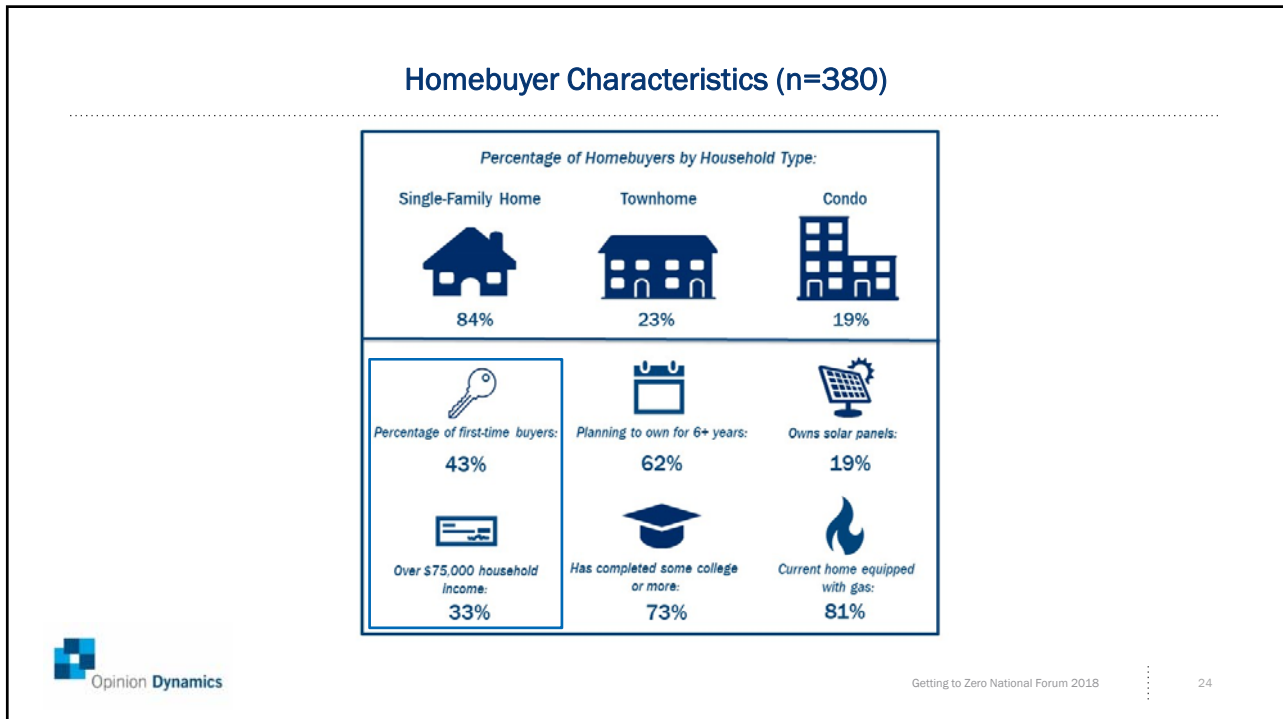 Homebuyer Characteristics (n=380)
Percentage of Homebuyers by Household Type:
Single-Family Home
Townhome
Condo
84%
23%
19%
Percentage of first-time buyers:
43%
Planning to own for 6+ years:
62%
Owns solar panels:
19%
Over $75,000 household
income:
33%
Has completed some college
or more:
73%
Current home equipped
with gas:
81%
Opinion Dynamics
Getting to Zero National Forum 2018
24